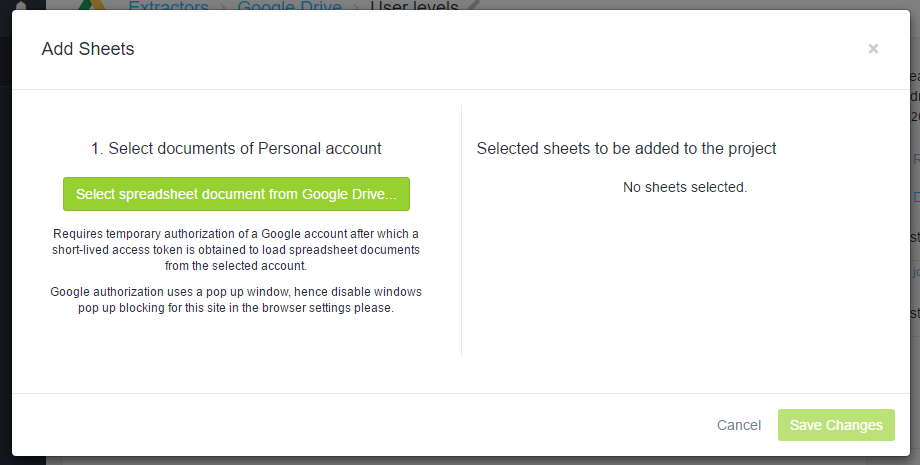 Extractors > Google Drive > User levels
Add Sheets
×
1. Select documents of Personal account
Select spreadsheet document from Google Drive...
Requires temporary authorization of a Google account after which a
short-lived access token is obtained to load spreadsheet documents
from the selected account.
Google authorization uses a pop up window, hence disable windows
pop up blocking for this site in the browser settings please.
Selected sheets to be added to the project
No sheets selected.
Cancel
Save Changes